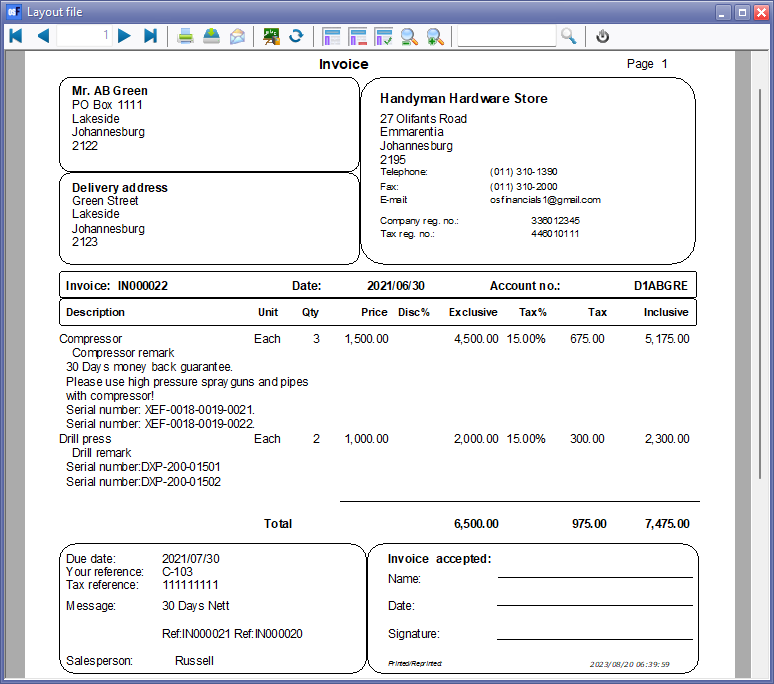 Layout file
1
Invoice
Page 1
Mr. AB Green
PO Box 1111
Lakeside
Johannesburg
2122
Handyman Hardware Store
27 Olifants Road
Emmarentia
Johannesburg
2195
Telephone: (011) 310-1390
Fax: (011) 310-2000
E-mail: osfinancials1@gmail.com
Company reg. no.: 336012345
Tax reg. no.: 446010111
Delivery address
Green Street
Lakeside
Johannesburg
2123
Invoice: IN000022 Date: 2021/06/30 Account no.: D1ABGRE
Description Unit Qty Price Disc% Exclusive Tax% Tax Inclusive
Compressor Each 3 1,500.00 4,500.00 15.00% 675.00 5,175.00
Compressor remark
30 Days money back guarantee.
Please use high pressure spray guns and pipes
with compressor!
Serial number: XEF-0018-0019-0021.
Serial number: XEF-0018-0019-0022.
Drill press Each 2 1,000.00 2,000.00 15.00% 300.00 2,300.00
Drill remark
Serial number:DXP-200-01501
Serial number:DXP-200-01502
Total 6,500.00 975.00 7,475.00
Due date: 2021/07/30
Your reference: C-103
Tax reference: 111111111
Message: 30 Days Nett
Ref:IN000021 Ref:IN000020
Salesperson: Russell
Invoice accepted:
Name:
Date:
Signature:
Printed/Reprinted: 2023/08/20 06:39:59